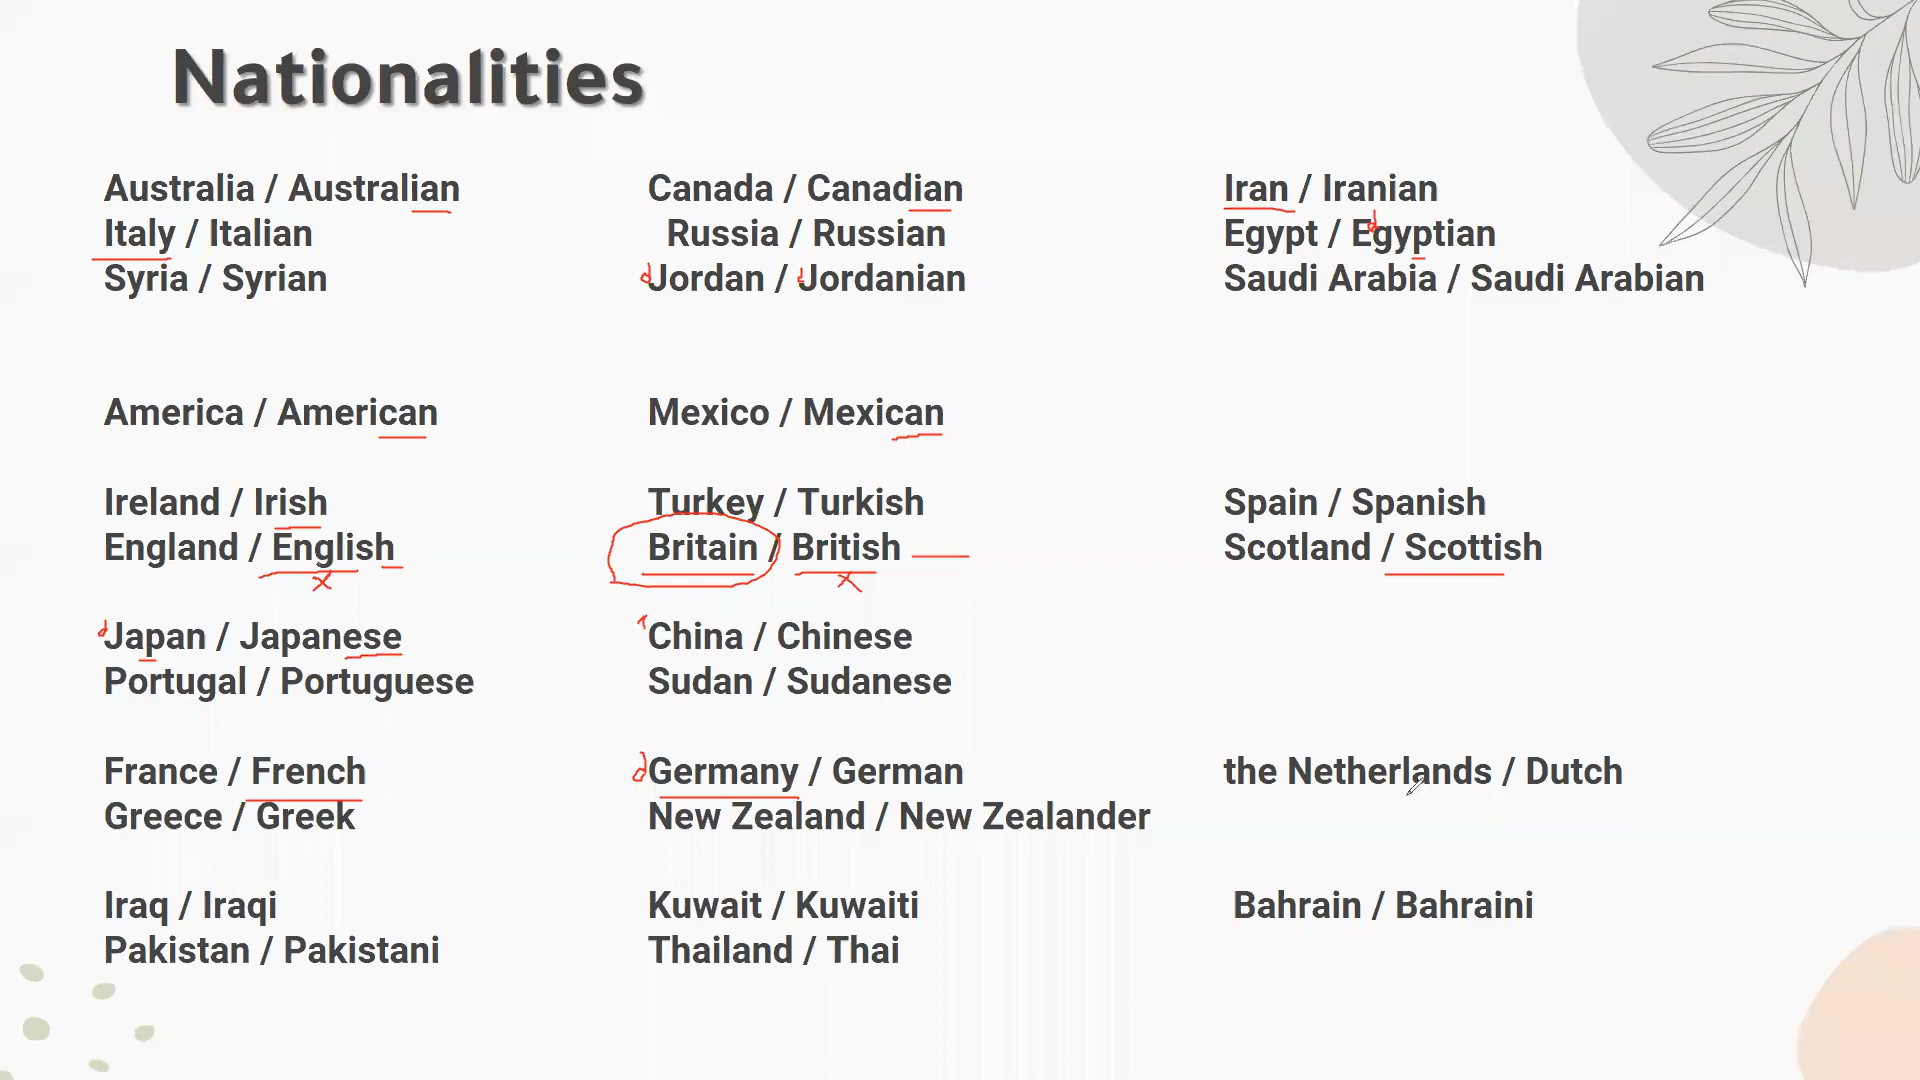 Nationalities
Australia / Australian
Canada / Canadian
Iran / Iranian
Italy / Italian
Russia / Russian
Egypt / Egyptian
Syria / Syrian
Jordan / Jordanian
Saudi Arabia / Saudi Arabian
America / American
Mexico / Mexican
Ireland / Irish
Turkey / Turkish
Spain / Spanish
England / English
Britain / British
Scotland / Scottish
Japan / Japanese
China / Chinese
Portugal / Portuguese
Sudan / Sudanese
France / French
Germany / German
the Netherlands / Dutch
Greece / Greek
New Zealand / New Zealander
Iraq / Iraqi
Kuwait / Kuwaiti
Bahrain / Bahraini
Pakistan / Pakistani
Thailand / Thai